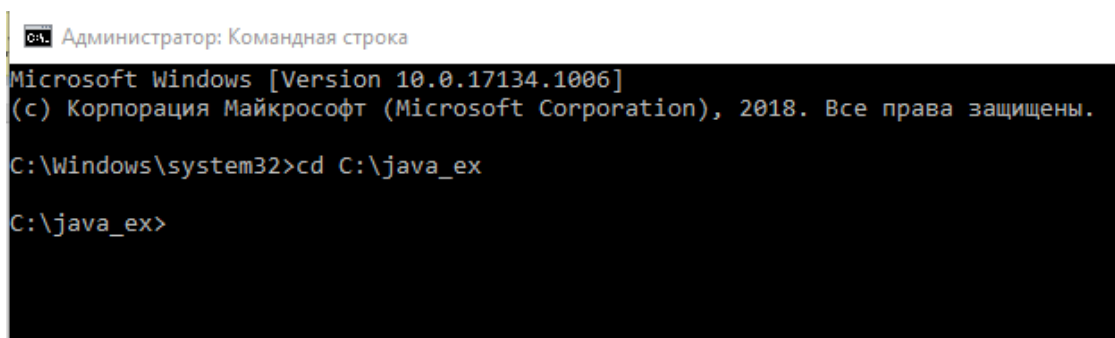 Администратор: Командная строка
Microsoft Windows [Version 10.0.17134.1006]
(c) Корпорация Майкрософт (Microsoft Corporation), 2018. Все права защищены.
C:\Windows\system32>cd C:\java_ex
C:\java_ex>